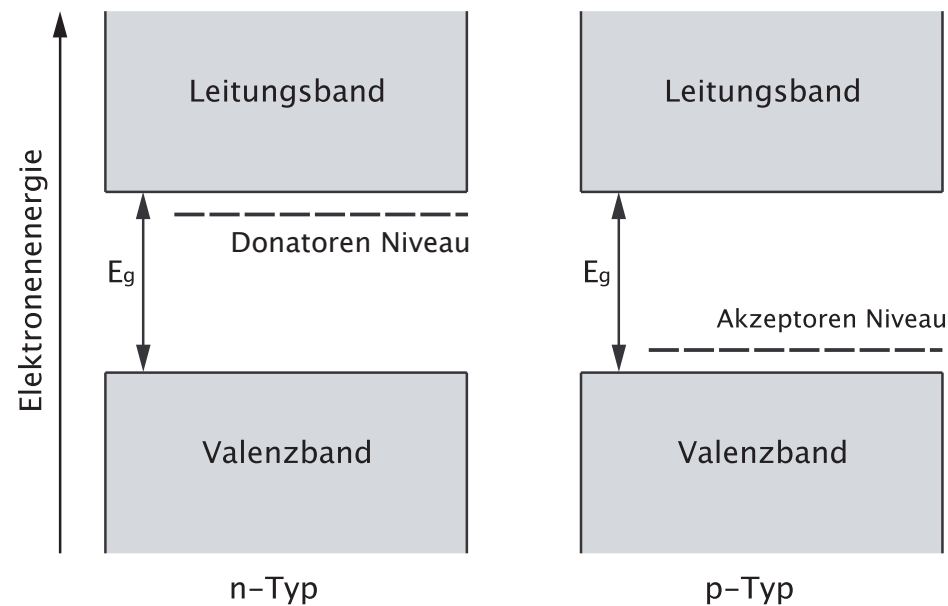 Elektronenenergie
Leitungsband
Donatoren Niveau
Eg
Valenzband
n-Typ
Leitungsband
Eg
Akzeptoren Niveau
Valenzband
p-Typ